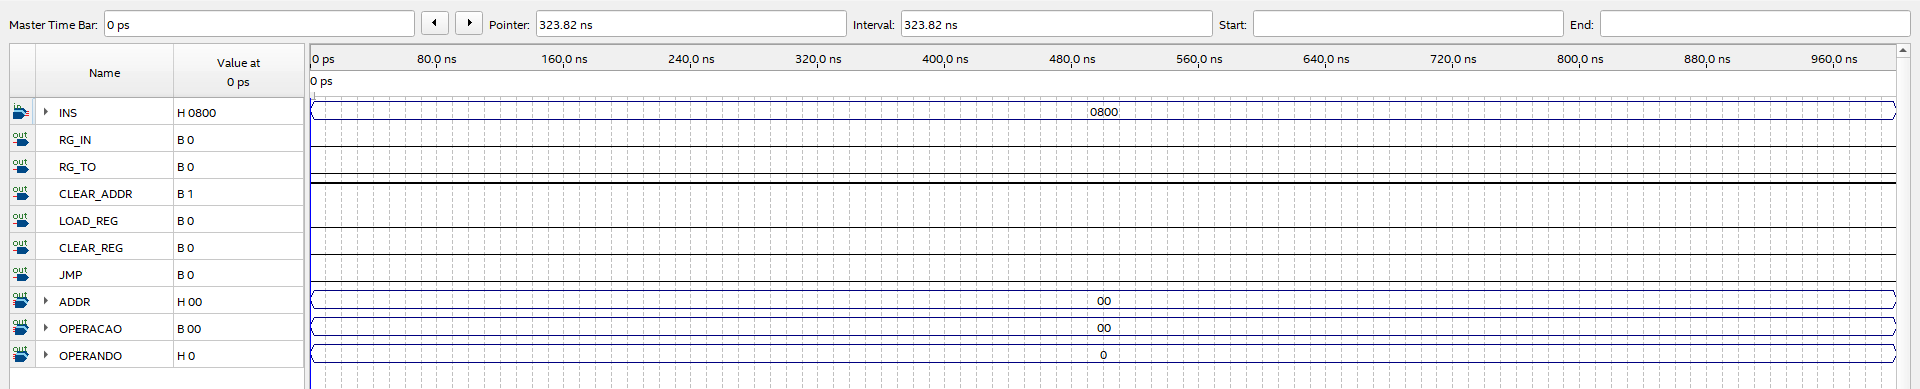 Master Time Bar: 0 ps Pointer: 323.82 ns Interval: 323.82 ns Start: End:
Name Value at 0 ps
0 ps 80.0 ns 160.0 ns 240.0 ns 320.0 ns 400.0 ns 480.0 ns 560.0 ns 640.0 ns 720.0 ns 800.0 ns 880.0 ns 960.0 ns
0 ps
in INS H 0800 0800
out RG_IN B 0
out RG_TO B 0
out CLEAR_ADDR B 1
out LOAD_REG B 0
out CLEAR_REG B 0
out JMP B 0
out ADDR H 00 00
out OPERACAO B 00 00
out OPERANDO H 0 0